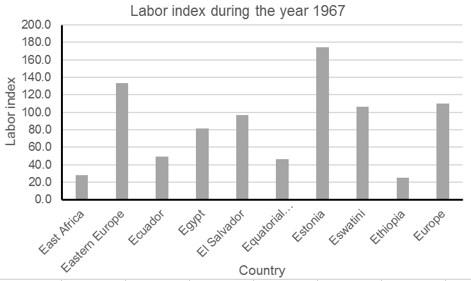 Labor index during the year 1967
200.0
180.0
160.0
140.0
120.0
100.0
80.0
60.0
40.0
20.0
0.0
Labor index
East Africa
Eastern Europe
Ecuador
Egypt
El Salvador
Equatorial…
Estonia
Eswatini
Ethiopia
Europe
Country